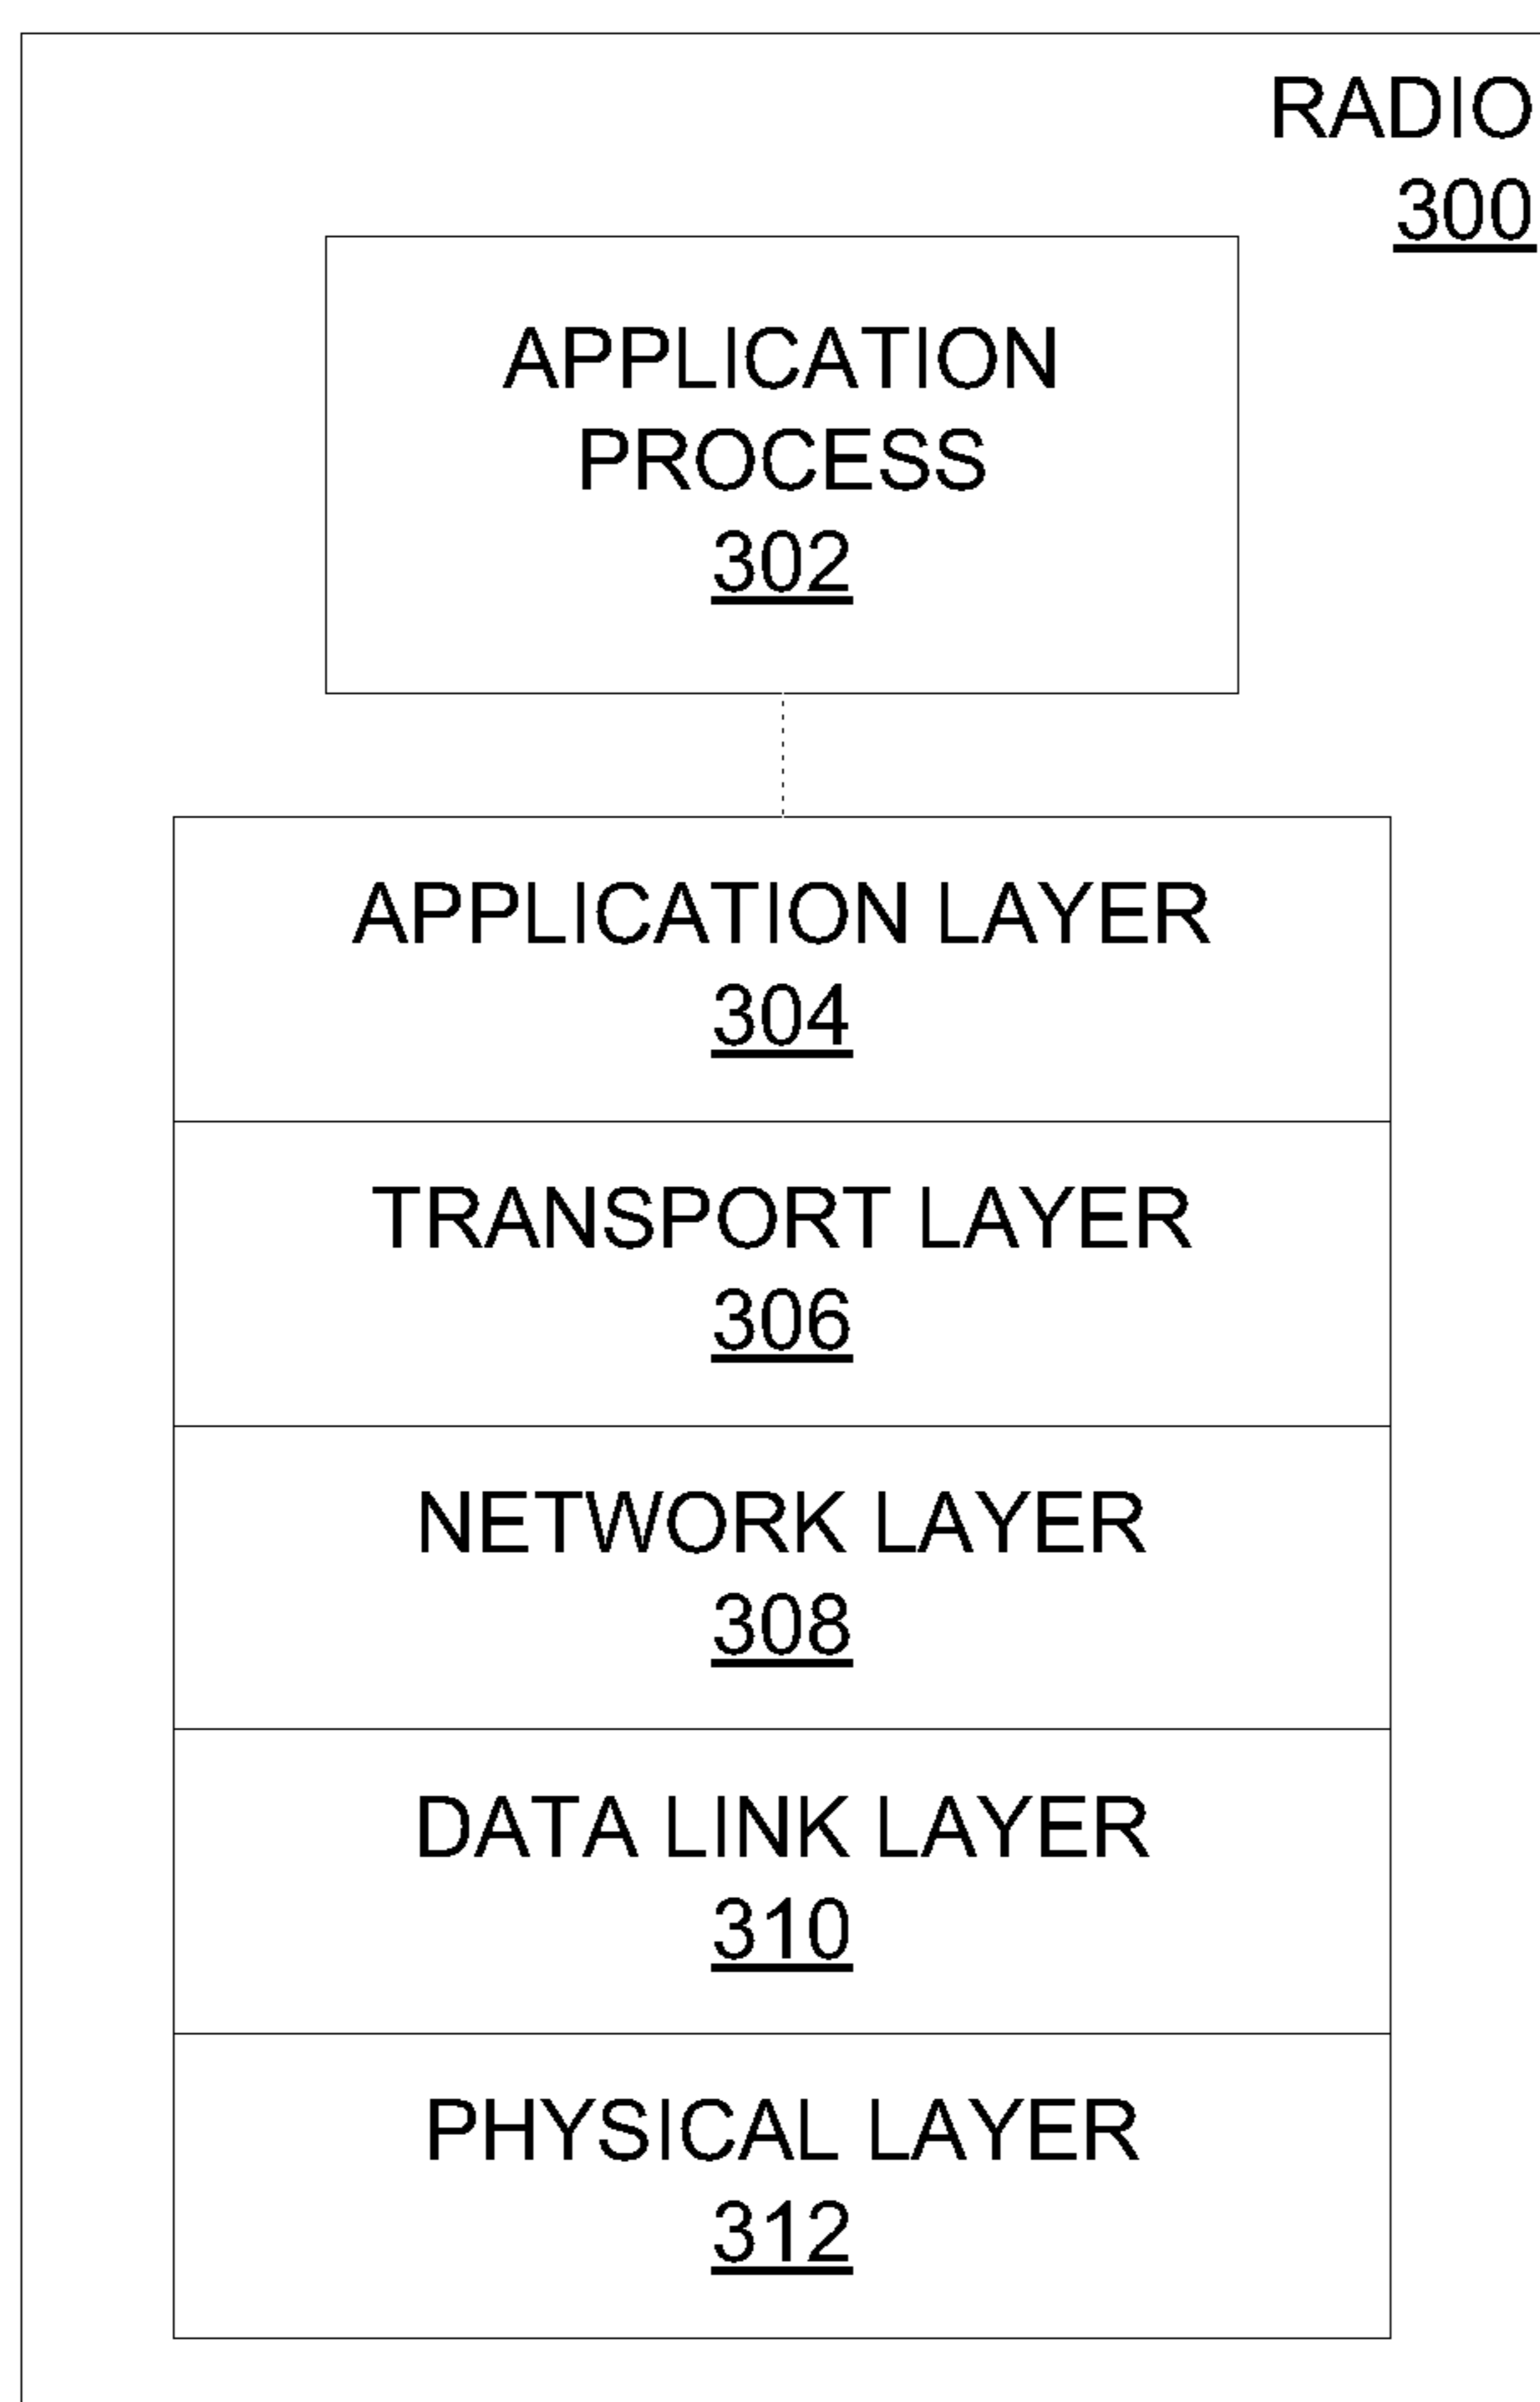 RADIO
300
APPLICATION
PROCESS
302
APPLICATION LAYER
304
TRANSPORT LAYER
306
NETWORK LAYER
308
DATA LINK LAYER
310
PHYSICAL LAYER
312